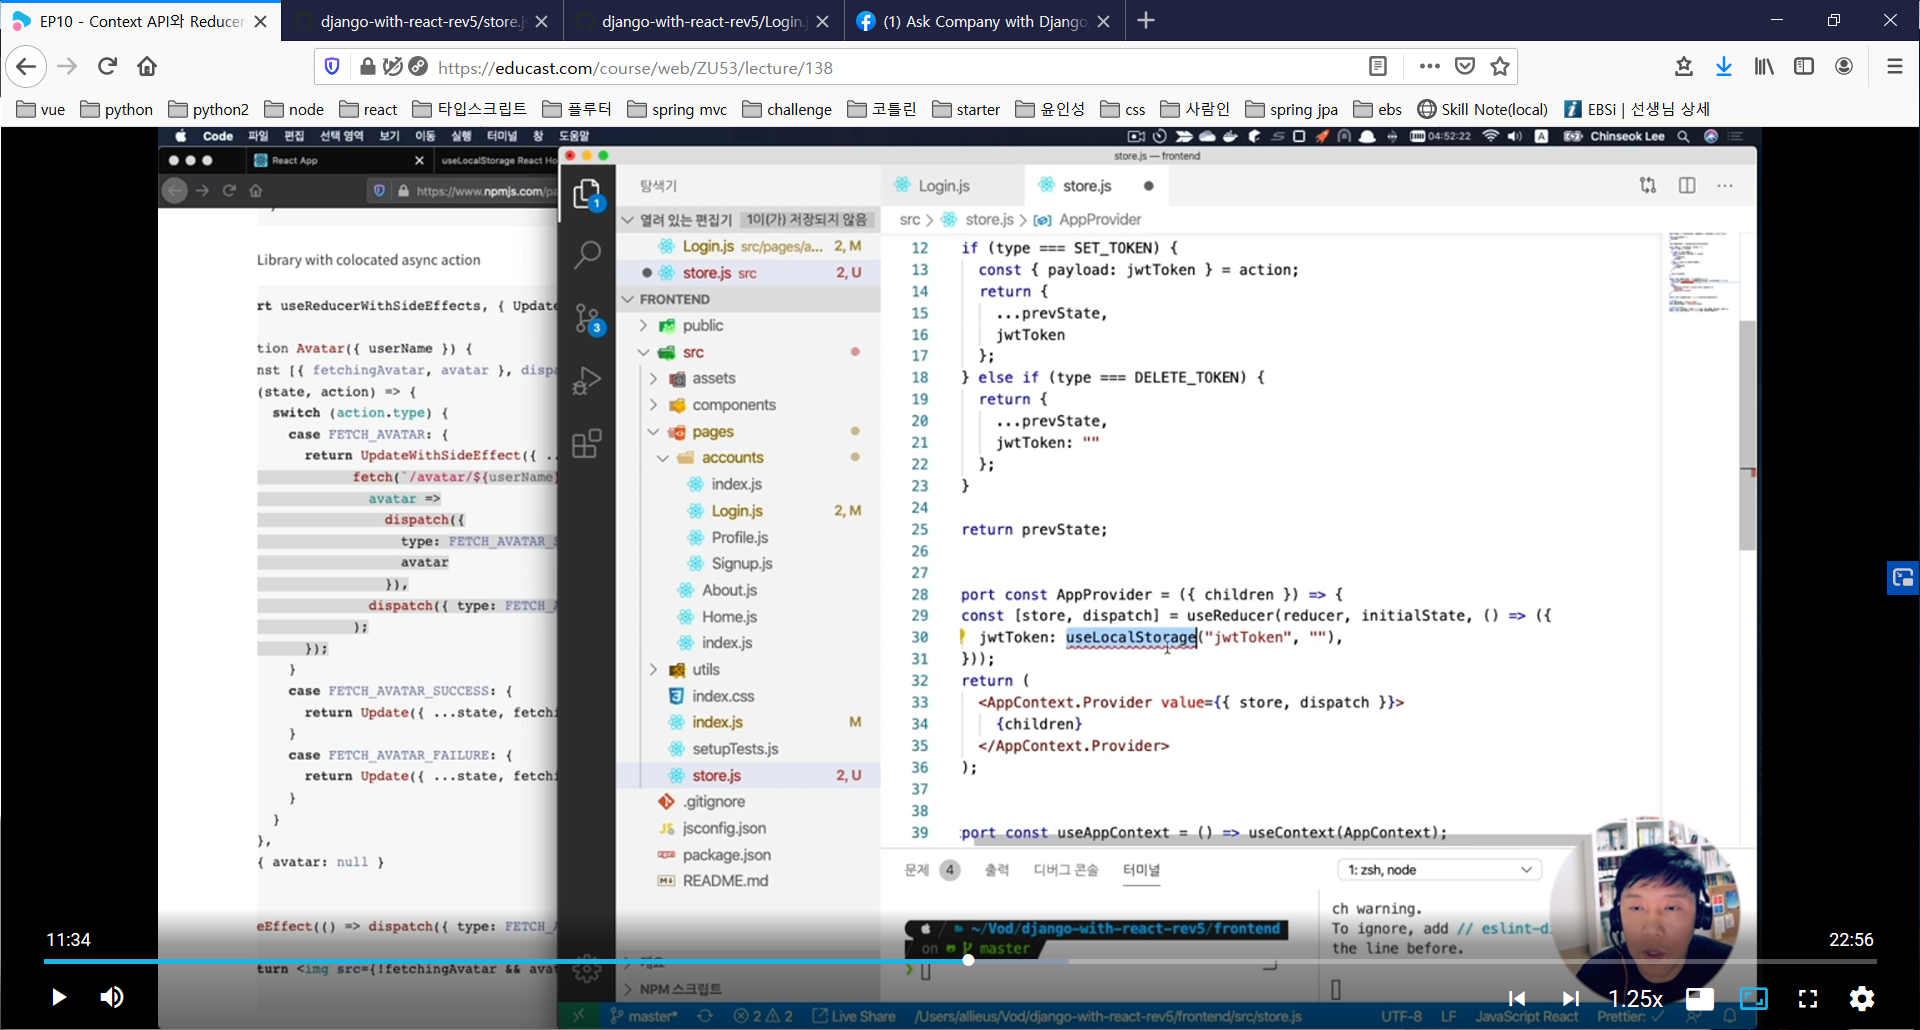 EP10 - Context API와 Reducer
django-with-react-rev5/store.j
django-with-react-rev5/Login.
(1) Ask Company with Django
https://educast.com/course/web/ZU53/lecture/138
vue
python
python2
node
react
타입스크립트
플루터
spring mvc
challenge
코틀린
starter
윤인성
css
사람인
spring jpa
ebs
Skill Note(local)
EBSi | 선생님 상세
Code 파일 편집 선택 영역 보기 이동 실행 터미널 창 도움말
04:52:22
A
Chinseok Lee
React App
useLocalStorage React Ho
https://www.npmjs.com/pa
Library with colocated async action
rt useReducerWithSideEffects, { Update
tion Avatar({ userName }) {
nst [{ fetchingAvatar, avatar }, dispa
(state, action) => {
switch (action.type) {
case FETCH_AVATAR: {
return UpdateWithSideEffect({ ..
fetch(`/avatar/${userName}
avatar =>
dispatch({
type: FETCH_AVATAR_S
avatar
}),
dispatch({ type: FETCH_A
);
});
}
case FETCH_AVATAR_SUCCESS: {
return Update({ ...state, fetchi
}
case FETCH_AVATAR_FAILURE: {
return Update({ ...state, fetchi
}
}
},
{ avatar: null }
eEffect(() => dispatch({ type: FETCH_A
turn <img src={!fetchingAvatar && avat
store.js — frontend
탐색기
열려 있는 편집기 1이(가) 저장되지 않음
Login.js src/pages/a... 2, M
store.js src 2, U
FRONTEND
public
src
assets
components
pages
accounts
index.js
Login.js 2, M
Profile.js
Signup.js
About.js
Home.js
index.js
utils
index.css
index.js M
setupTests.js
store.js 2, U
.gitignore
jsconfig.json
package.json
README.md
개요
NPM 스크립트
1
3
Login.js
store.js
src > store.js > AppProvider
12 if (type === SET_TOKEN) {
13 const { payload: jwtToken } = action;
14 return {
15 ...prevState,
16 jwtToken
17 };
18 } else if (type === DELETE_TOKEN) {
19 return {
20 ...prevState,
21 jwtToken: ""
22 };
23 }
24
25 return prevState;
26
27
28 port const AppProvider = ({ children }) => {
29 const [store, dispatch] = useReducer(reducer, initialState, () => ({
30 jwtToken: useLocalStorage("jwtToken", ""),
31 }));
32 return (
33 <AppContext.Provider value={{ store, dispatch }}>
34 {children}
35 </AppContext.Provider>
36 );
37
38
39 port const useAppContext = () => useContext(AppContext);
문제 4 출력 디버그 콘솔 터미널
1: zsh, node
~/Vod/django-with-react-rev5/frontend
on master
ch warning.
To ignore, add // eslint-di
the line before.
11:34
22:56
1.25x
master*
2 2
Live Share
/Users/allieus/Vod/django-with-react-rev5/frontend/src/store.js
UTF-8
LF
JavaScript React
Prettier: ✓